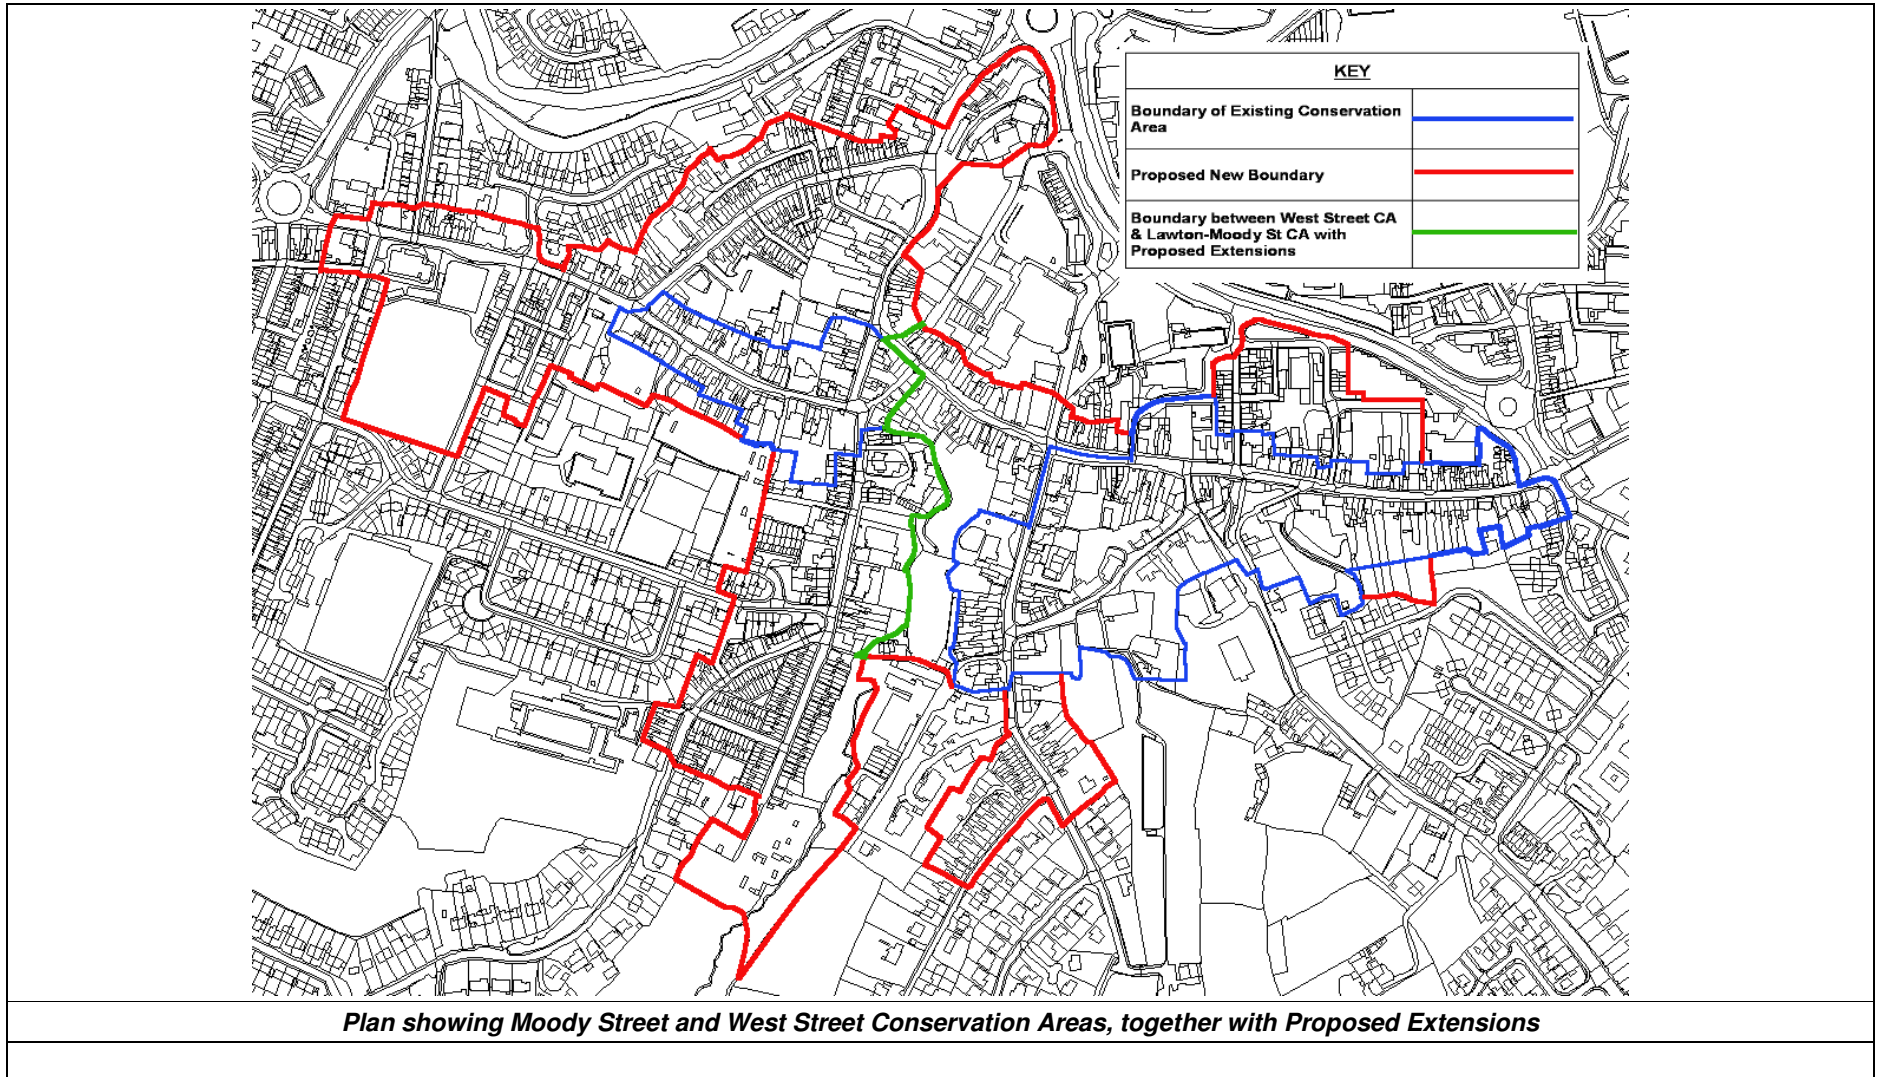 KEY
Boundary of Existing Conservation
Area
Proposed New Boundary
Boundary between West Street CA
& Lawton-Moody St CA with
Proposed Extensions
Plan showing Moody Street and West Street Conservation Areas, together with Proposed Extensions